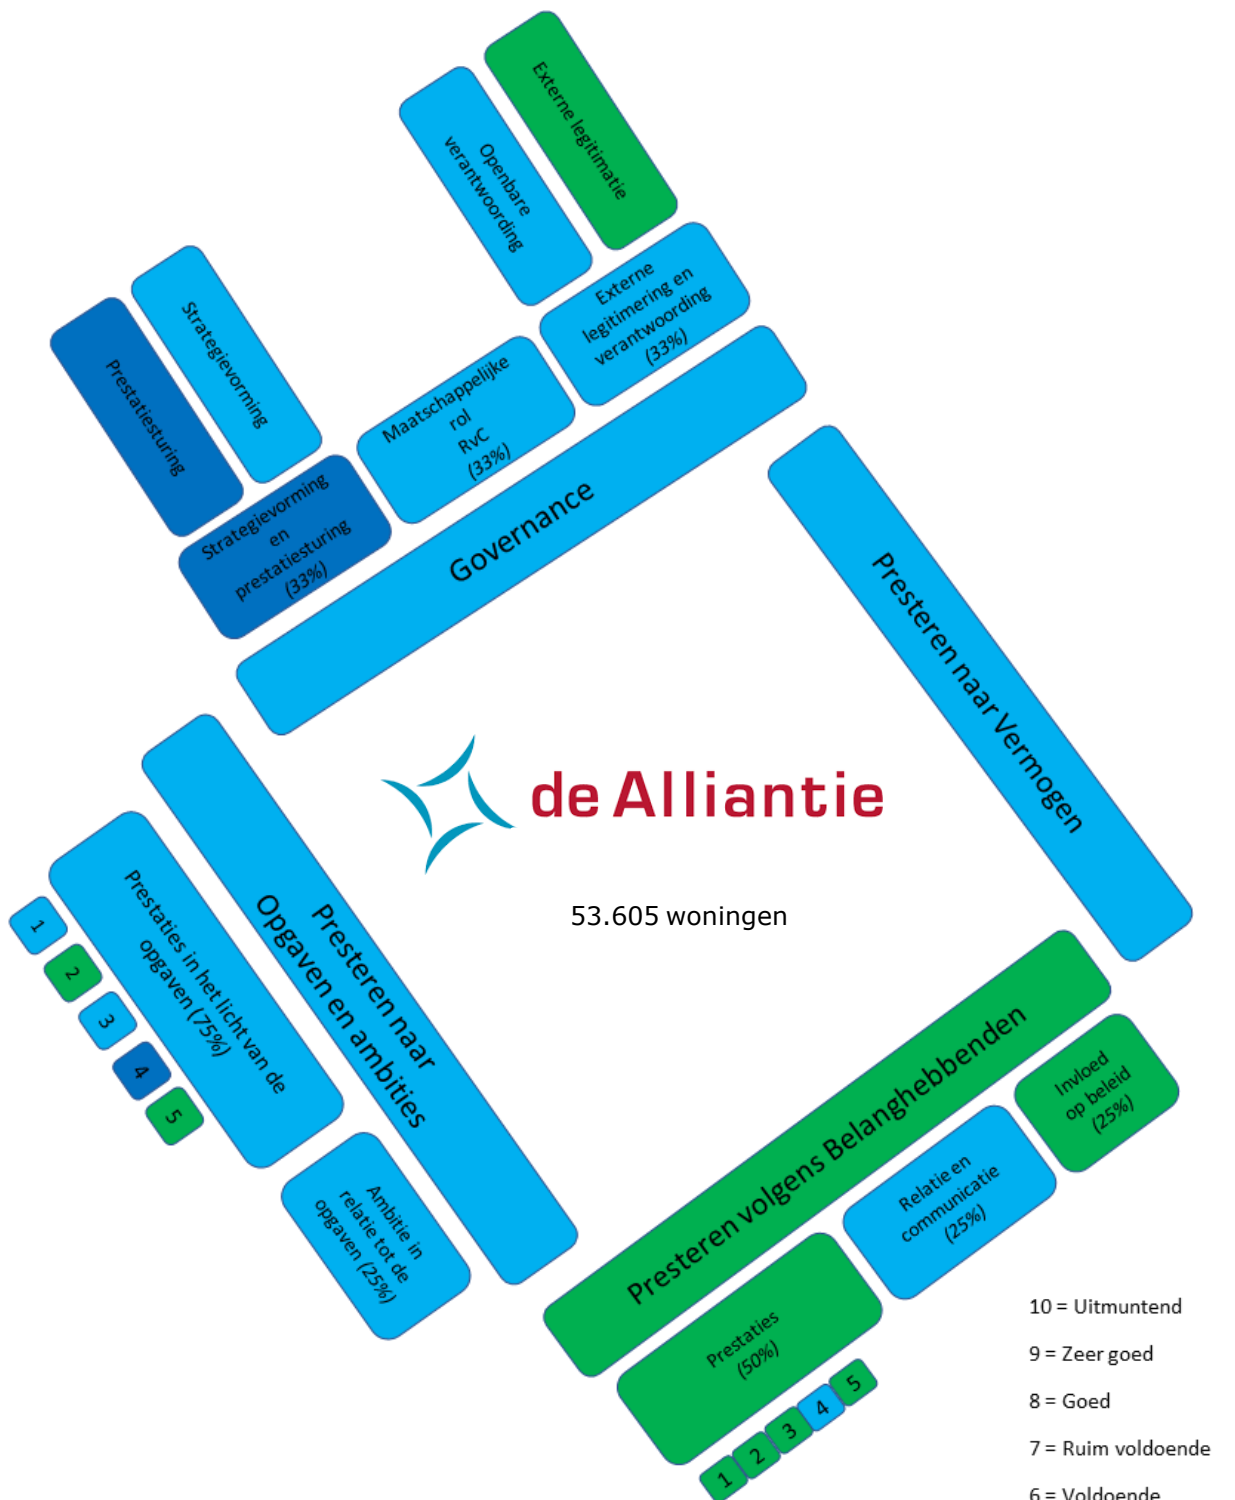 Externe legitimatie
Openbare
verantwoording
Externe
legitimering en
verantwoording
(33%)
Strategievorming
Prestatiesturing
Maatschappelijke
rol
RvC
(33%)
Strategievorming
en
prestatiesturing
(33%)
Governance
Presteren naar Vermogen
de Alliantie
53.605 woningen
Presteren naar
Opgaven en ambities
Prestaties in het licht van de
opgaven (75%)
1
2
3
4
5
Ambitie in
relatie tot de
opgaven (25%)
Presteren volgens Belanghebbenden
Invloed
op beleid
(25%)
Relatie en
communicatie
(25%)
Prestaties
(50%)
1
2
3
4
5
10 = Uitmuntend
9 = Zeer goed
8 = Goed
7 = Ruim voldoende
6 = Voldoende